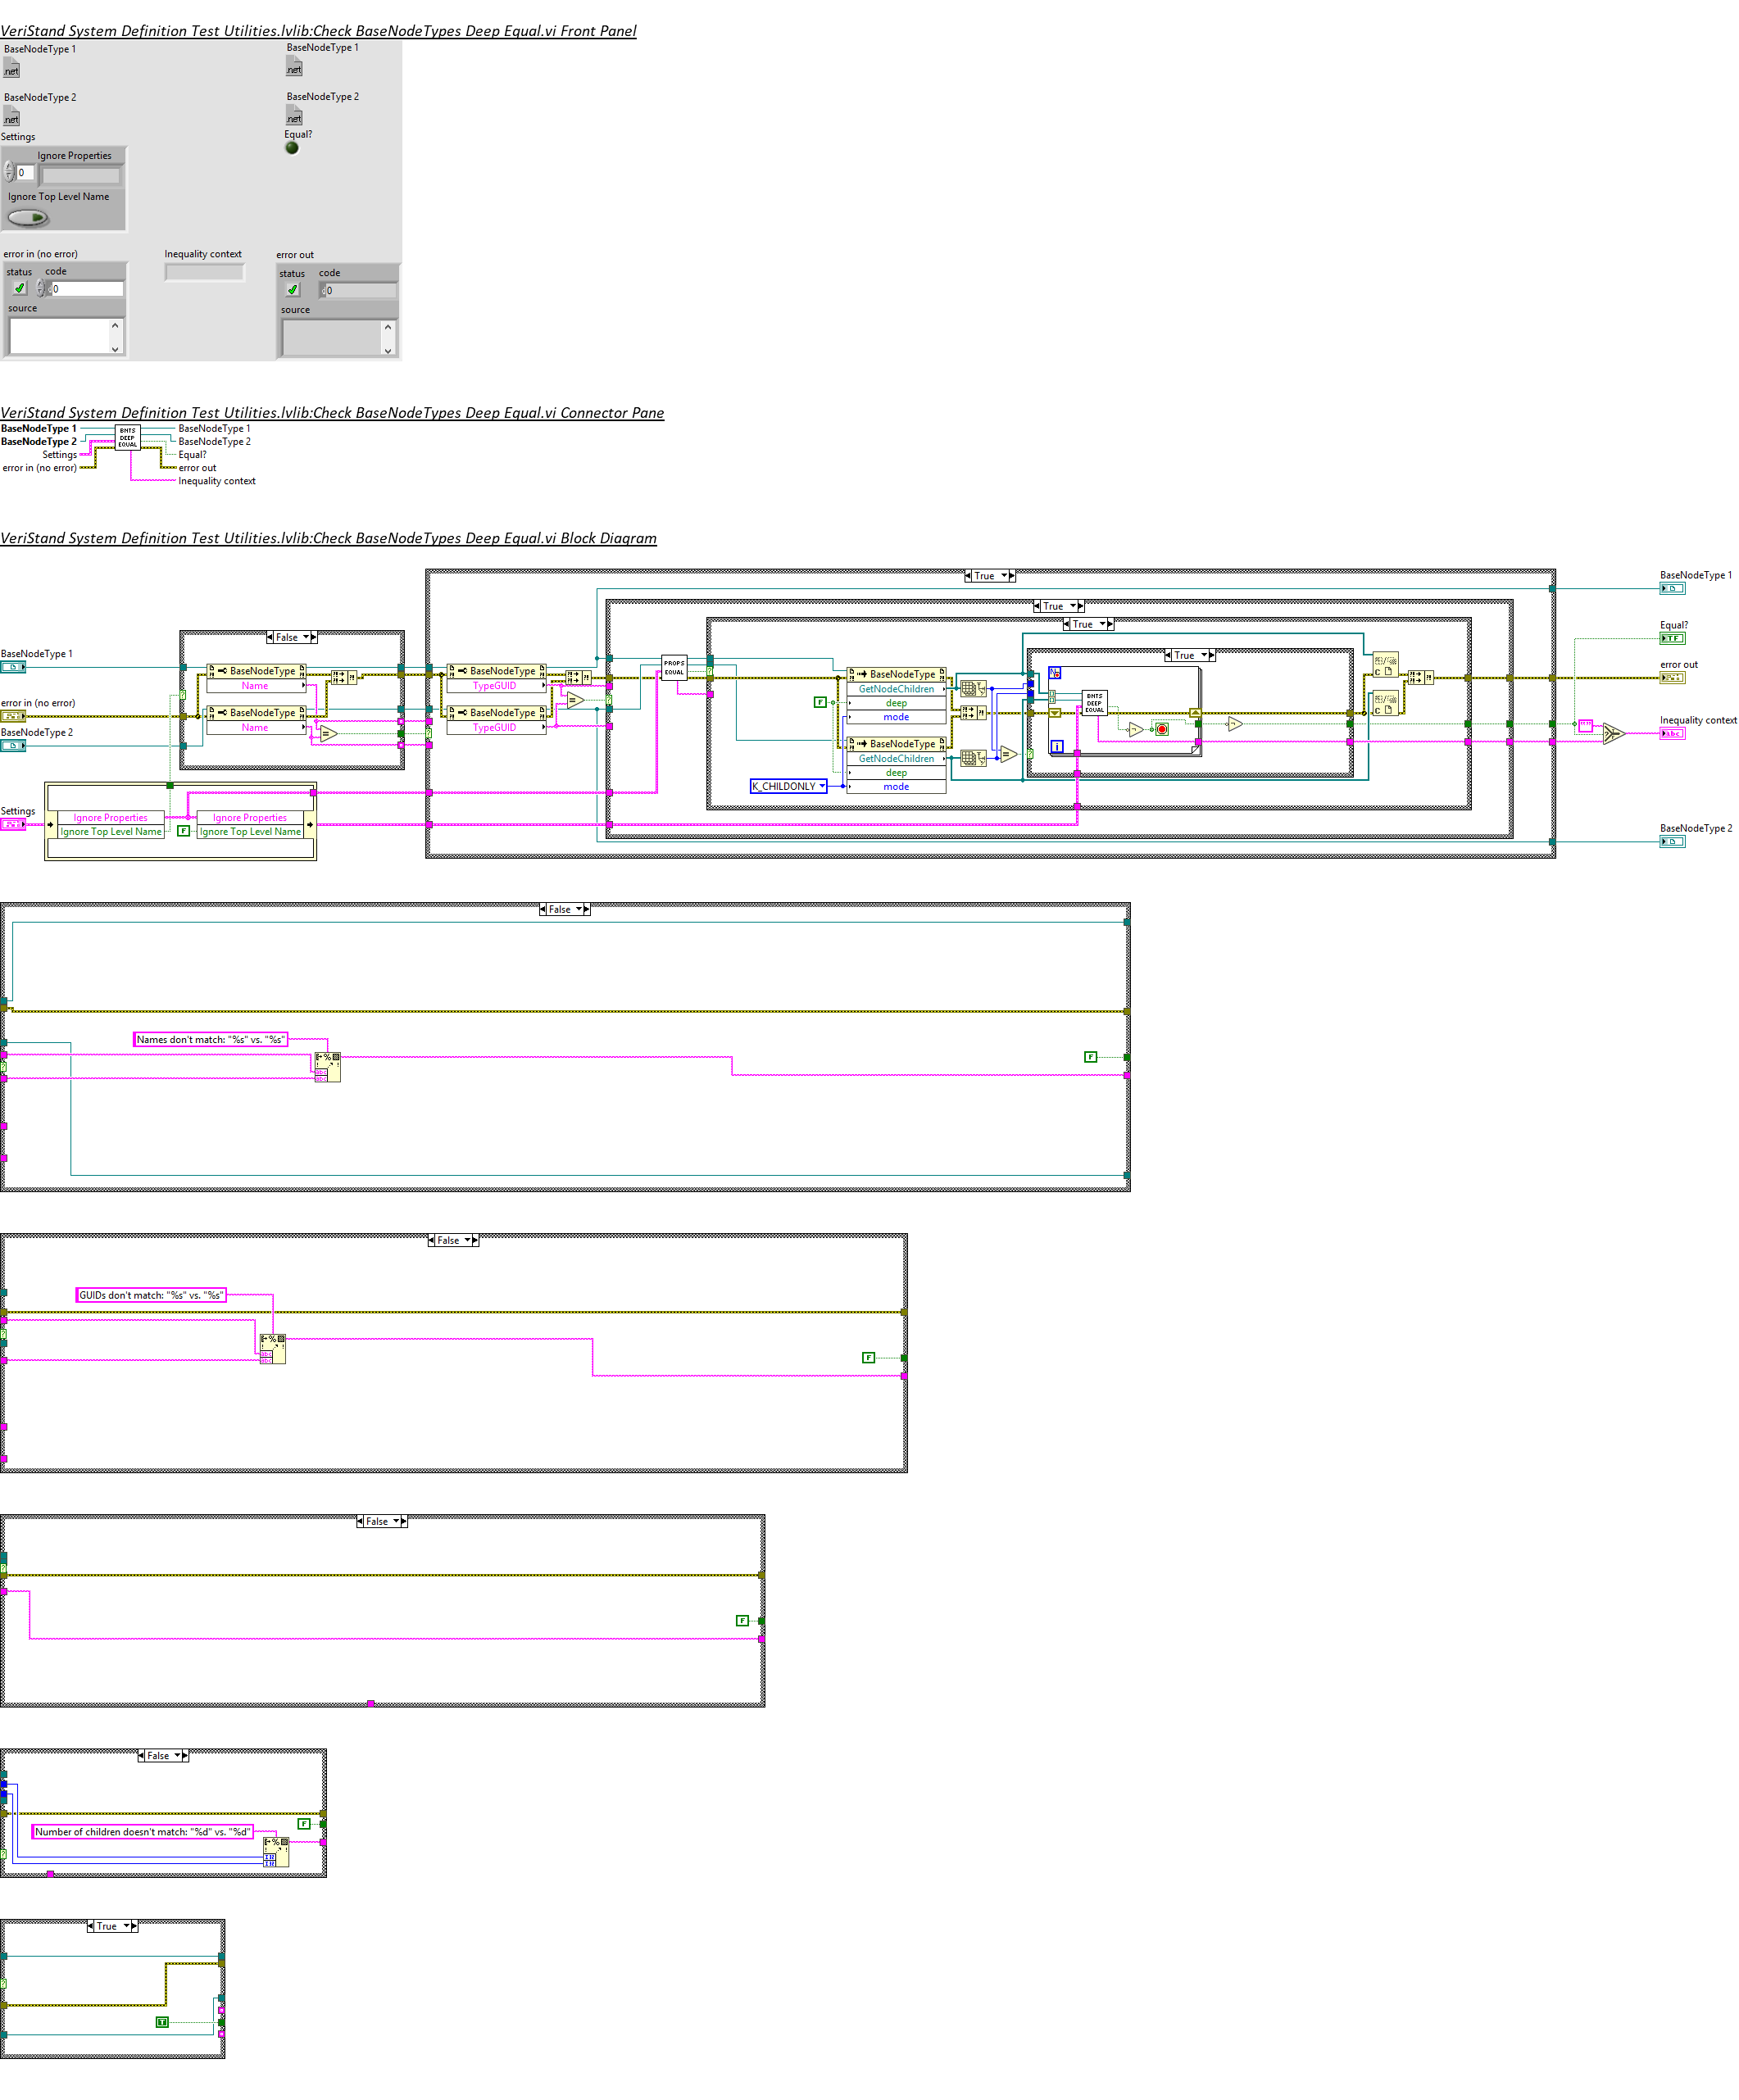 VeriStand System Definition Test Utilities.lvlib:Check BaseNodeTypes Deep Equal.vi Front Panel
BaseNodeType 1
BaseNodeType 1
.net
.net
BaseNodeType 2
BaseNodeType 2
.net
.net
Settings
Equal?
Ignore Properties
0
Ignore Top Level Name
error in (no error)
Inequality context
error out
status
code
status
code
0
0
source
source
VeriStand System Definition Test Utilities.lvlib:Check BaseNodeTypes Deep Equal.vi Connector Pane
BaseNodeType 1
BaseNodeType 2
Settings
error in (no error)
BNTS
DEEP
EQUAL
BaseNodeType 1
BaseNodeType 2
Equal?
error out
Inequality context
VeriStand System Definition Test Utilities.lvlib:Check BaseNodeTypes Deep Equal.vi Block Diagram
True
BaseNodeType 1
True
True
Equal?
TF
False
BaseNodeType 1
True
PROPS
EQUAL
error out
BaseNodeType
Name
BaseNodeType
TypeGUID
BaseNodeType
GetNodeChildren
deep
mode
F
BNTS
DEEP
EQUAL
error in (no error)
BaseNodeType
Name
BaseNodeType
TypeGUID
BaseNodeType 2
Inequality context
abc
BaseNodeType
GetNodeChildren
deep
mode
i
K_CHILDONLY
Settings
Ignore Properties
Ignore Top Level Name
F
Ignore Properties
Ignore Top Level Name
BaseNodeType 2
False
Names don't match: "%s" vs. "%s"
F
False
GUIDs don't match: "%s" vs. "%s"
F
False
F
False
F
Number of children doesn't match: "%d" vs. "%d"
True
T